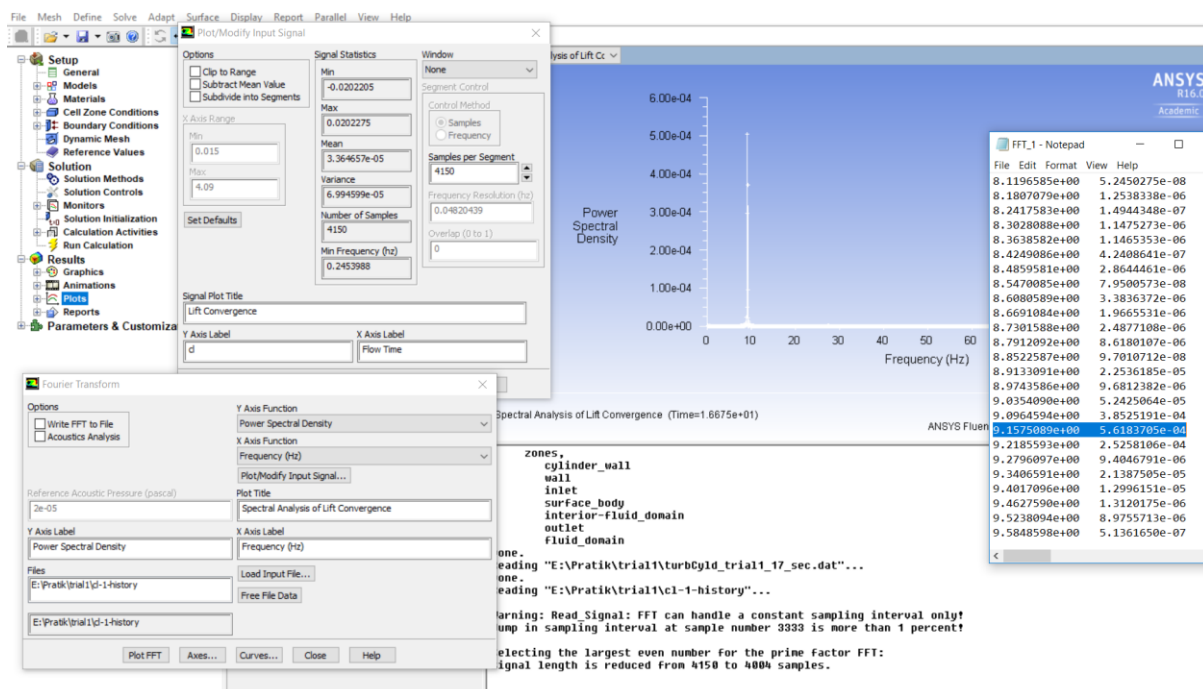 File Mesh Define Solve Adapt Surface Display Report Parallel View Help
Setup
General
Models
Materials
Cell Zone Conditions
Boundary Conditions
Dynamic Mesh
Reference Values
Solution
Solution Methods
Solution Controls
Monitors
Solution Initialization
Calculation Activities
Run Calculation
Results
Graphics
Animations
Plots
Reports
Parameters & Customiza
Plot/Modify Input Signal
Options
Clip to Range
Subtract Mean Value
Subdivide into Segments
X Axis Range
Min
0.015
Max
4.09
Set Defaults
Signal Statistics
Min
-0.0202205
Max
0.0202275
Mean
3.364657e-05
Variance
6.994599e-05
Number of Samples
4150
Min Frequency (hz)
0.2453988
Window
None
Segment Control
Control Method
Samples
Frequency
Samples per Segment
4150
Frequency Resolution (hz)
0.04820439
Overlap (0 to 1)
0
Signal Plot Title
Lift Convergence
Y Axis Label
cl
X Axis Label
Flow Time
lysis of Lift Cc
ANSYS
R16.0
Academic
6.00e-04
5.00e-04
4.00e-04
3.00e-04
2.00e-04
1.00e-04
0.00e+00
Power
Spectral
Density
0 10 20 30 40 50 60
Frequency (Hz)
Spectral Analysis of Lift Convergence (Time=1.6675e+01)
ANSYS Fluen
FFT_1 - Notepad
File Edit Format View Help
8.1196585e+00 5.2450275e-08
8.1807079e+00 1.2538338e-06
8.2417583e+00 1.4944348e-07
8.3028088e+00 1.1475273e-06
8.3638582e+00 1.1465353e-06
8.4249086e+00 4.2408641e-07
8.4859581e+00 2.8644461e-06
8.5470085e+00 7.9500573e-08
8.6080589e+00 3.3836372e-06
8.6691084e+00 1.9665531e-06
8.7301588e+00 2.4877108e-06
8.7912092e+00 8.6180107e-06
8.8522587e+00 9.7010712e-08
8.9133091e+00 2.2536185e-05
8.9743586e+00 9.6812382e-06
9.0354090e+00 5.2425064e-05
9.0964594e+00 3.8525191e-04
9.1575089e+00 5.6183705e-04
9.2185593e+00 2.5258106e-04
9.2796097e+00 9.4046791e-06
9.3406591e+00 2.1387505e-05
9.4017096e+00 1.2996151e-05
9.4627590e+00 1.3120175e-06
9.5238094e+00 8.9755713e-06
9.5848598e+00 5.1361650e-07
Fourier Transform
Options
Write FFT to File
Acoustics Analysis
Y Axis Function
Power Spectral Density
X Axis Function
Frequency (Hz)
Plot/Modify Input Signal...
Reference Acoustic Pressure (pascal)
2e-05
Plot Title
Spectral Analysis of Lift Convergence
Y Axis Label
Power Spectral Density
X Axis Label
Frequency (Hz)
Files
E:\Pratik\trial1\cl-1-history
Load Input File...
Free File Data
E:\Pratik\trial1\cl-1-history
Plot FFT Axes... Curves... Close Help
zones,
cylinder_wall
wall
inlet
surface_body
interior-fluid_domain
outlet
fluid_domain
one.
eading "E:\Pratik\trial1\turbCyld_trial1_17_sec.dat"...
one.
eading "E:\Pratik\trial1\cl-1-history"...
arning: Read_Signal: FFT can handle a constant sampling interval only!
ump in sampling interval at sample number 3333 is more than 1 percent!
electing the largest even number for the prime factor FFT:
ignal length is reduced from 4150 to 4004 samples.